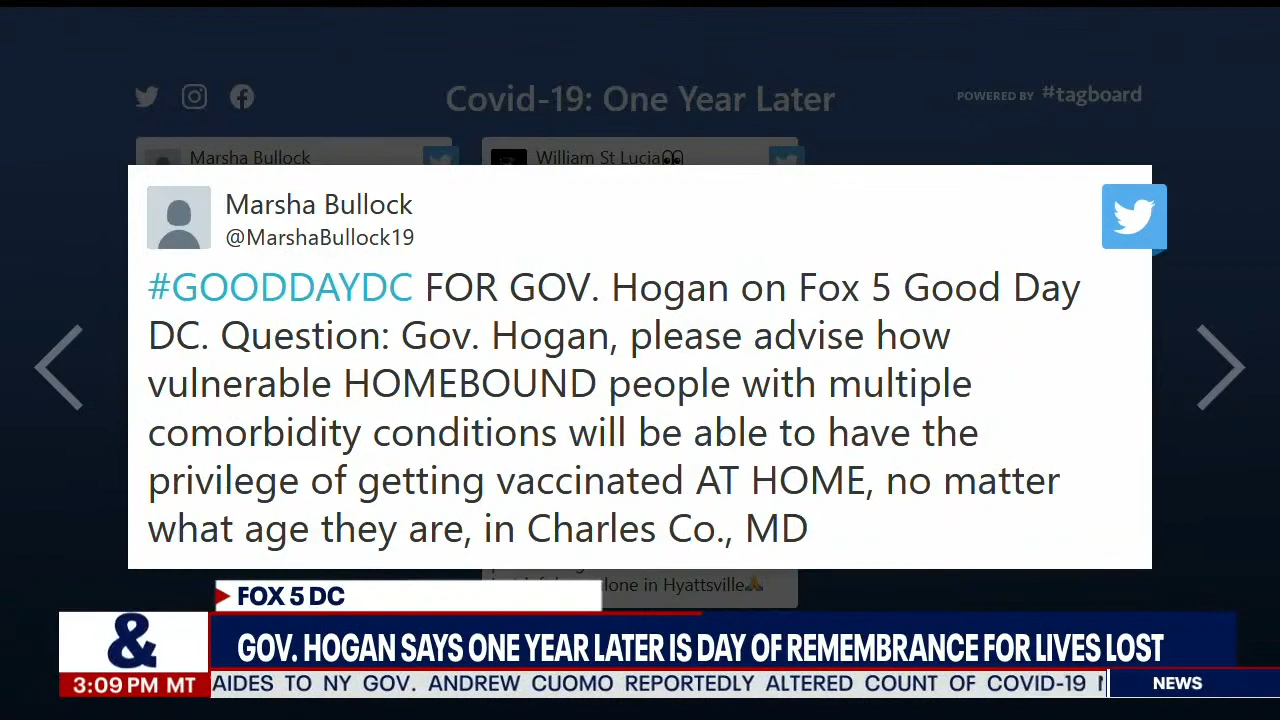 Covid-19: One Year Later
POWERED BY #tagboard
Marsha Bullock
William St Lucia👀
Marsha Bullock
@MarshaBullock19
#GOODDAYDC FOR GOV. Hogan on Fox 5 Good Day
DC. Question: Gov. Hogan, please advise how
vulnerable HOMEBOUND people with multiple
comorbidity conditions will be able to have the
privilege of getting vaccinated AT HOME, no matter
what age they are, in Charles Co., MD
in Hyattsville🙏
FOX 5 DC
&
GOV. HOGAN SAYS ONE YEAR LATER IS DAY OF REMEMBRANCE FOR LIVES LOST
3:09 PM MT
AIDES TO NY GOV. ANDREW CUOMO REPORTEDLY ALTERED COUNT OF COVID-19
NEWS